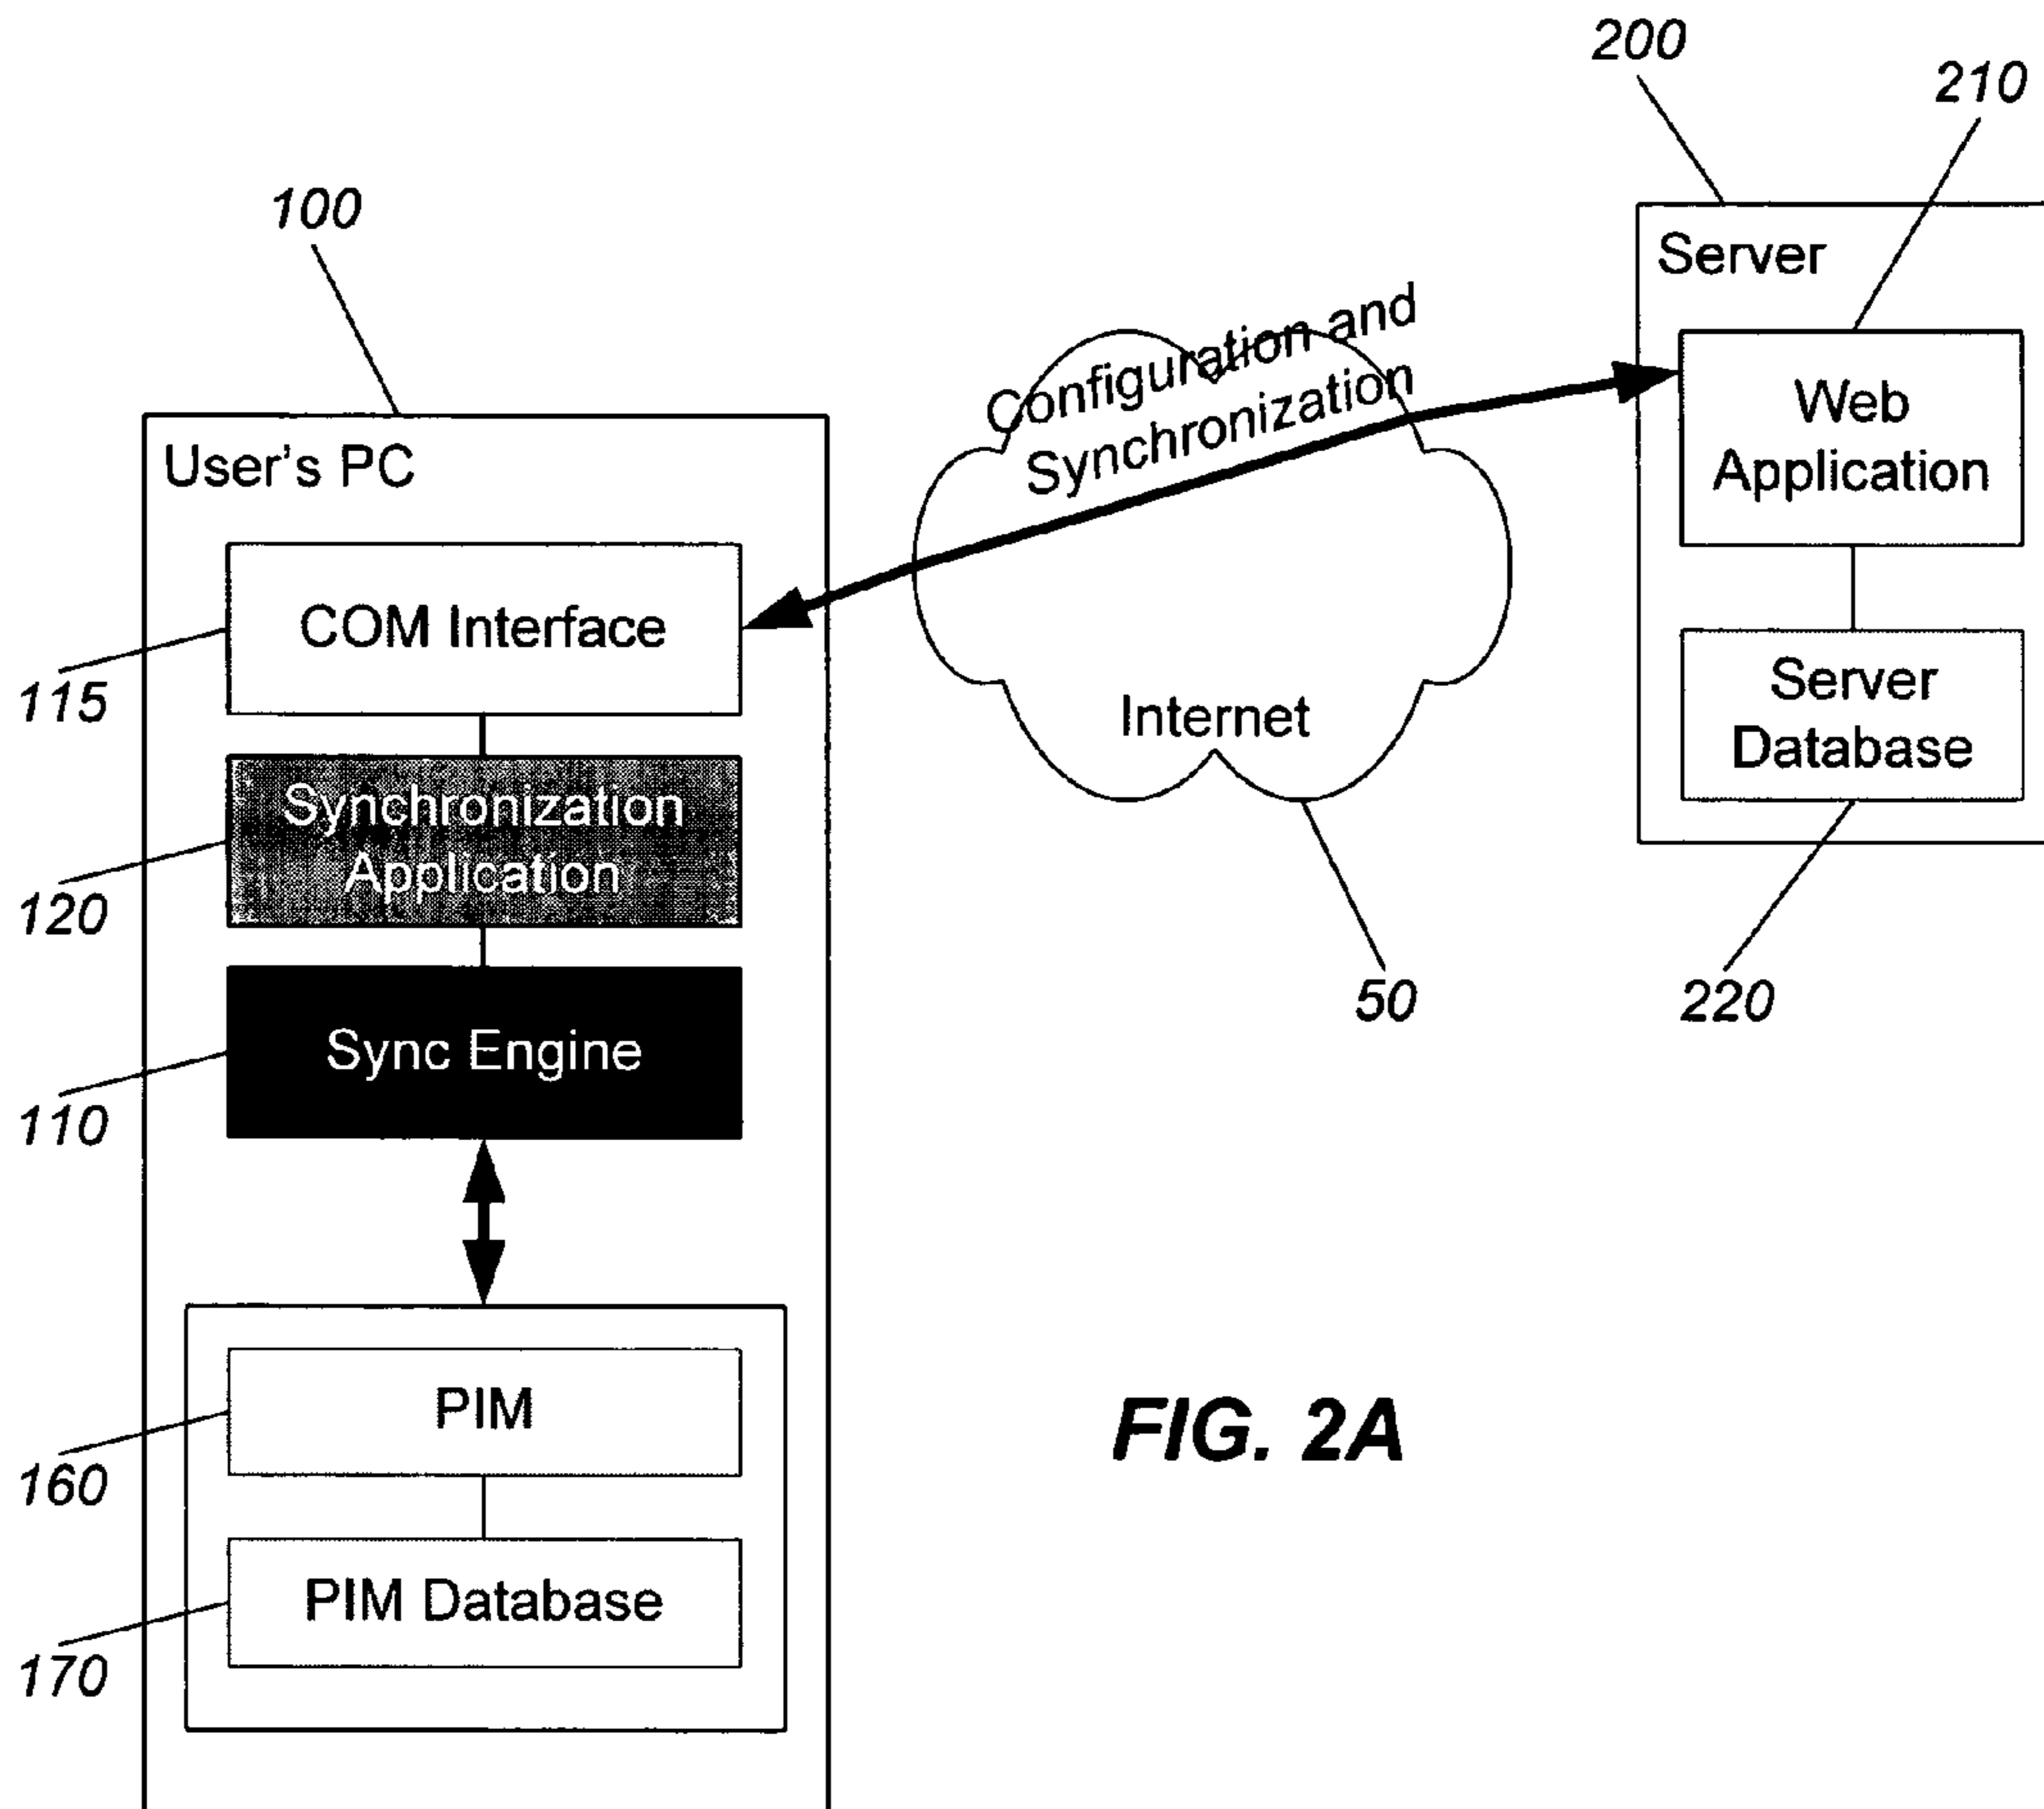 200
210
100
Server
Configuration and
Synchronization
Web
Application
User's PC
COM Interface
115
Internet
Server
Database
Synchronization
Application
120
50
220
Sync Engine
110
PIM
160
FIG. 2A
PIM Database
170